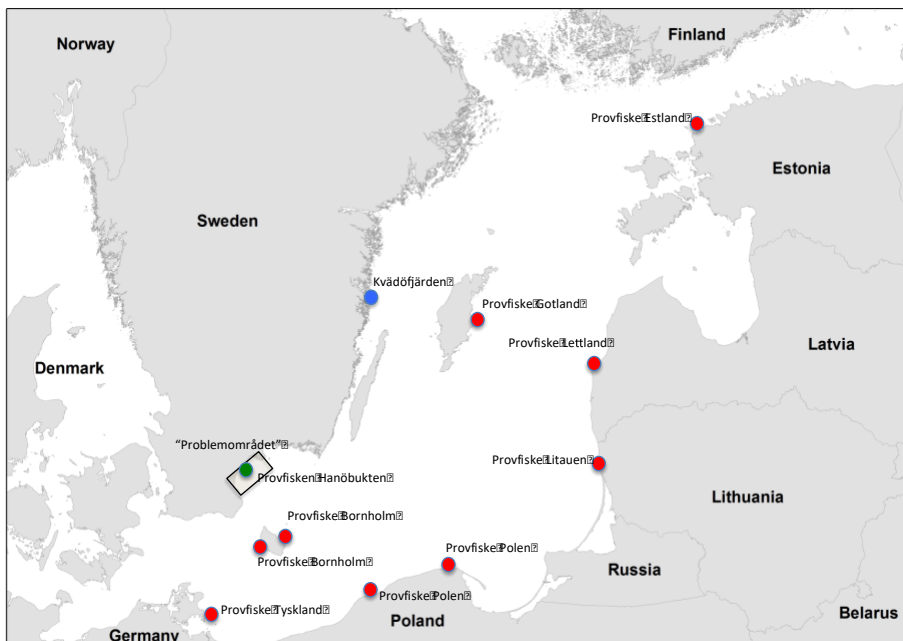 Norway
Finland
Provfiske Estland
Estonia
Sweden
Kvädöfjärden
Provfiske Gotland
Provfiske Lettland
Latvia
Denmark
“Problemområdet”
Provfiske Litauen
Provfisken Hanöbukten
Lithuania
Provfiske Bornholm
Provfiske Polen
Provfiske Bornholm
Russia
Provfiske Polen
Provfiske Tyskland
Poland
Belarus
Germany